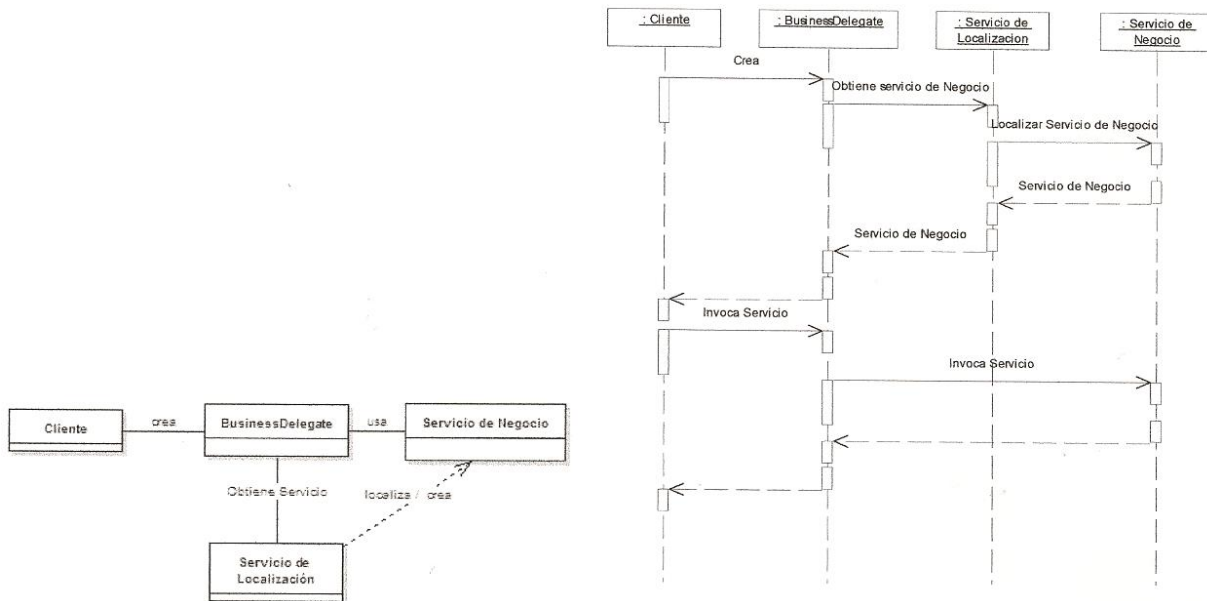 : Cliente
: BusinessDelegate
: Servicio de
Localizacion
: Servicio de
Negocio
Crea
Obtiene servicio de Negocio
Localizar Servicio de Negocio
Servicio de Negocio
Servicio de Negocio
Invoca Servicio
Invoca Servicio
Cliente
crea
BusinessDelegate
usa
Servicio de Negocio
Obtiene Servicio
localiza / crea
Servicio de
Localización